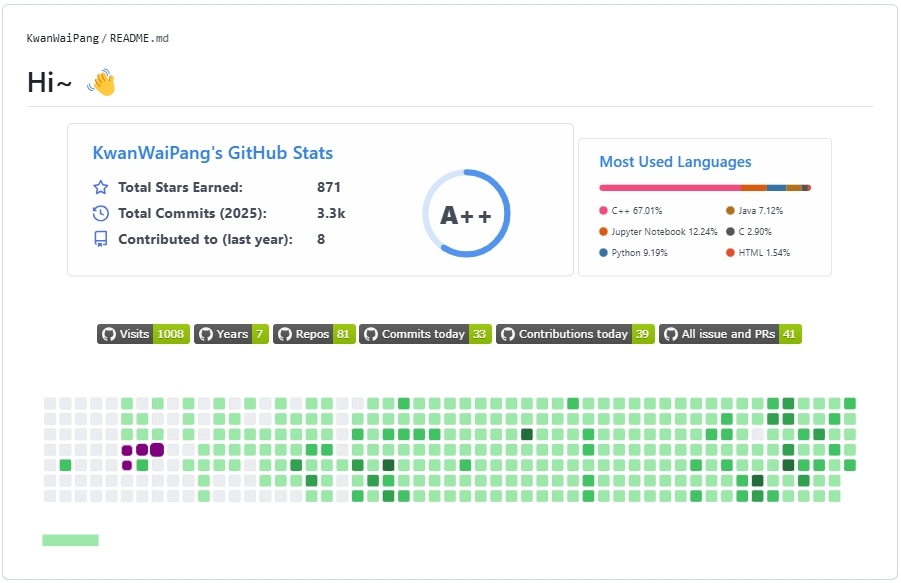 KwanWaiPang/README.md
Hi~ 👋
KwanWaiPang's GitHub Stats
Total Stars Earned: 871
Total Commits (2025): 3.3k
Contributed to (last year): 8
A++
Most Used Languages
C++ 67.01%
Jupyter Notebook 12.24%
Python 9.19%
Java 7.12%
C 2.90%
HTML 1.54%
Visits 1008 Years 7 Repos 81 Commits today 33 Contributions today 39 All issue and PRs 41